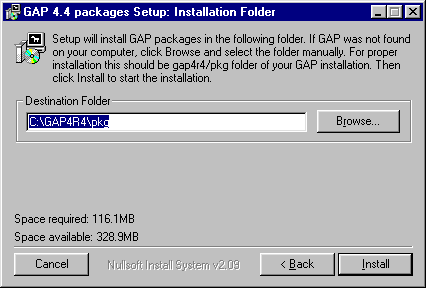 GAP 4.4 packages Setup: Installation Folder
Setup will install GAP packages in the following folder. If GAP was not found
on your computer, click Browse and select the folder manually. For proper
installation this should be gap4r4/pkg folder of your GAP installation. Then
click Install to start the installation.
Destination Folder
C:\GAP4R4\pkg
Browse...
Space required: 116.1MB
Space available: 328.9MB
Cancel
Nullsoft Install System v2.09
< Back
Install